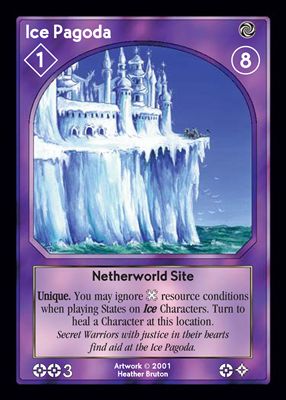 Ice Pagoda
1
8
Netherworld Site
Unique. You may ignore resource conditions
when playing States on Ice Characters. Turn to
heal a Character at this location.
Secret Warriors with justice in their hearts
find aid at the Ice Pagoda.
3
Artwork © 2001
Heather Bruton